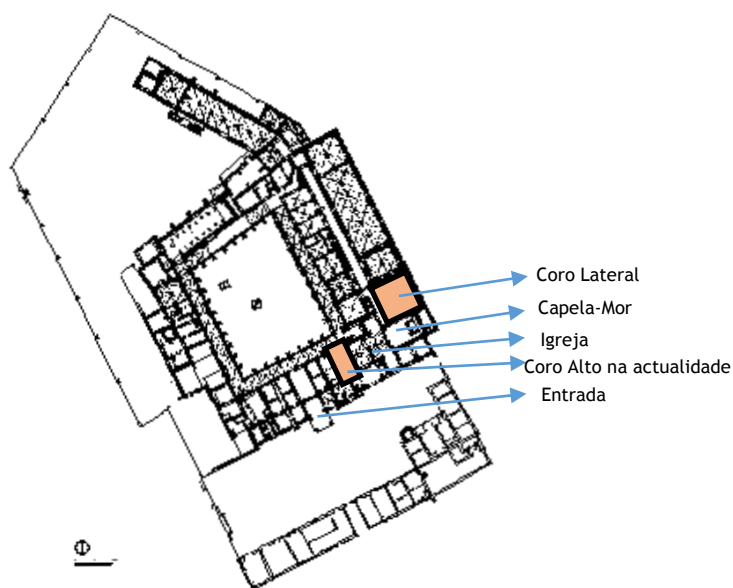 Coro Lateral
Capela-Mor
Igreja
Coro Alto na actualidade
Entrada